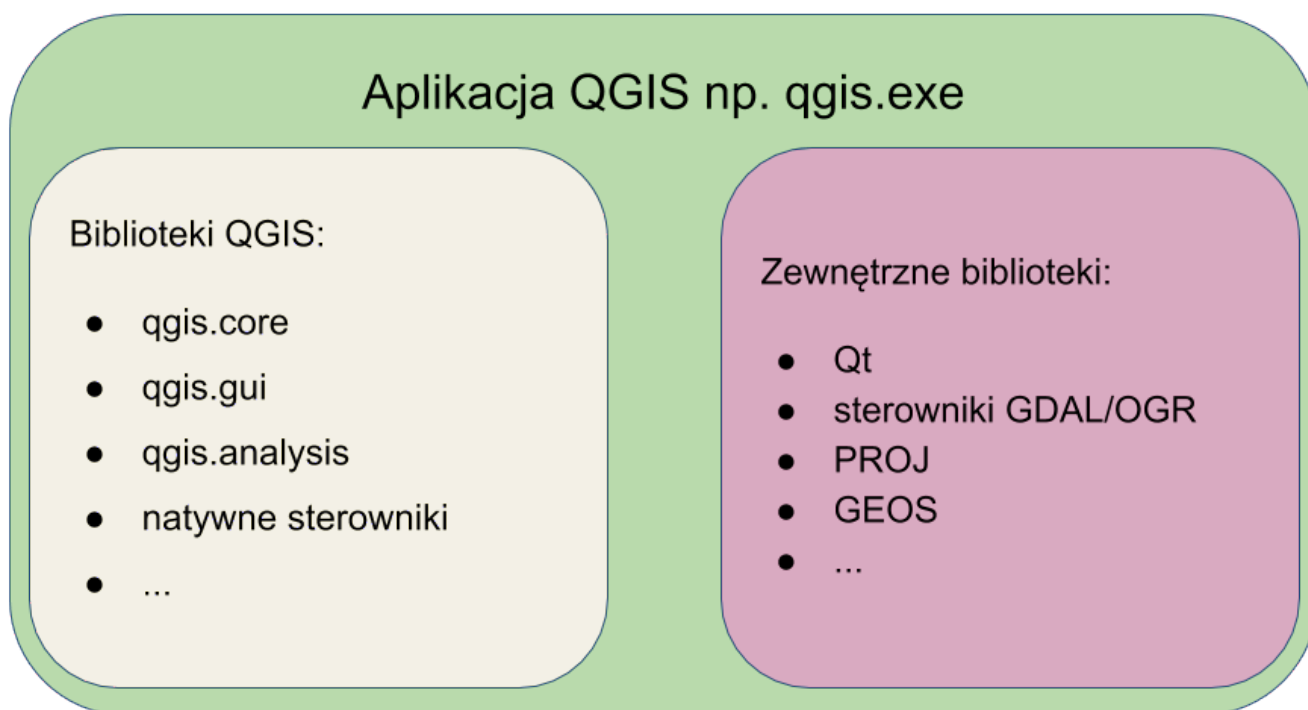 Aplikacja QGIS np. qgis.exe
Biblioteki QGIS:
● qgis.core
● qgis.gui
● qgis.analysis
● natywne sterowniki
● ...
Zewnętrzne biblioteki:
● Qt
● sterowniki GDAL/OGR
● PROJ
● GEOS
● ...